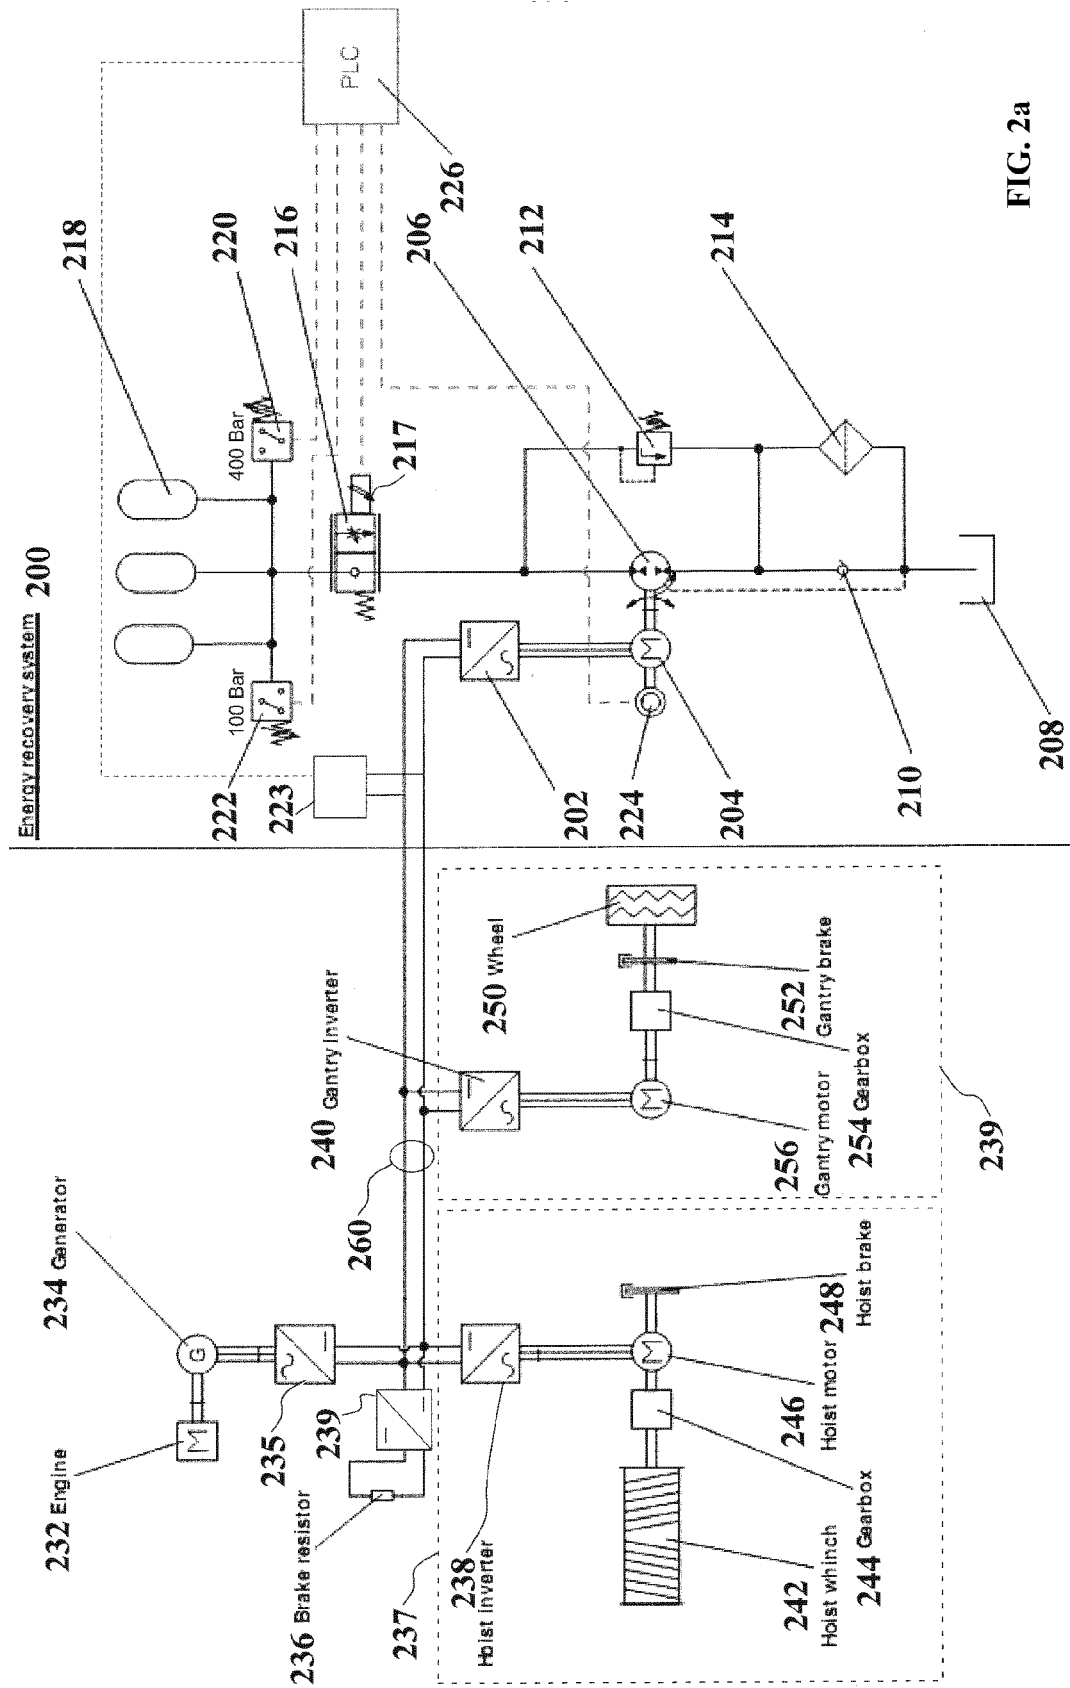 Energy recovery system 200
218
220
216
226
206
212
214
PLC
400 Bar
100 Bar
217
222
223
202
224
204
210
208
FIG. 2a
234 Generator
232 Engine
235
239
236 Brake resistor
260
240 Gantry inverter
250 Wheel
252
Gantry brake
254 Gearbox
256
Gantry motor
239
237
238
Hoist inverter
248
Hoist brake
246
Hoist motor
244 Gearbox
242
Hoist whinch
G
M
M
M
M